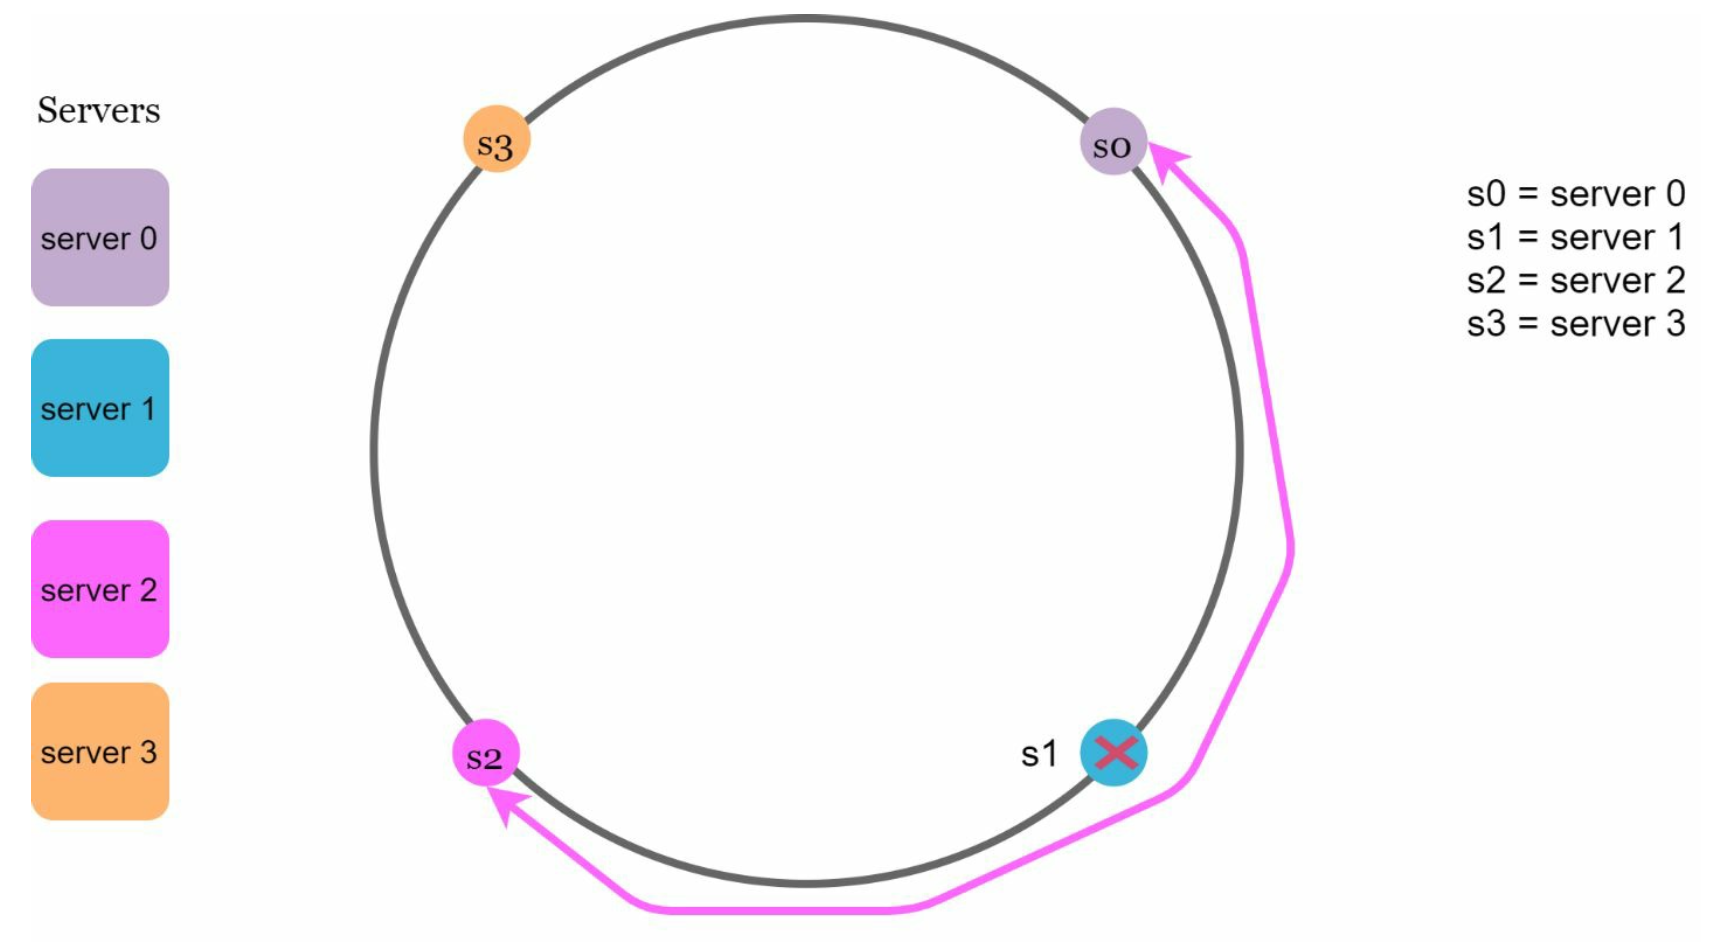 Servers
server 0
server 1
server 2
server 3
s3
s0
s2
s1
s0 = server 0
s1 = server 1
s2 = server 2
s3 = server 3